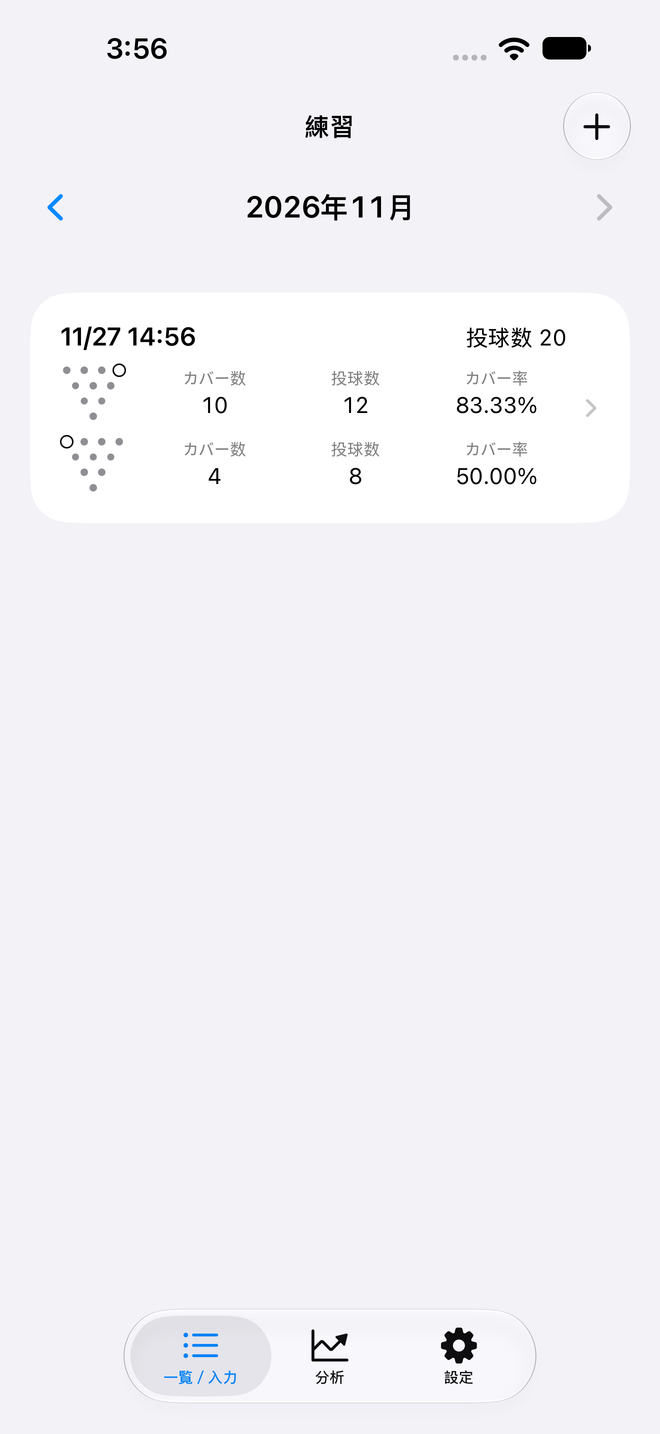 3:56
練習
2026年11月
11/27 14:56 投球数 20
カバー数 投球数 カバー率
10 12 83.33%
カバー数 投球数 カバー率
4 8 50.00%
一覧 / 入力 分析 設定